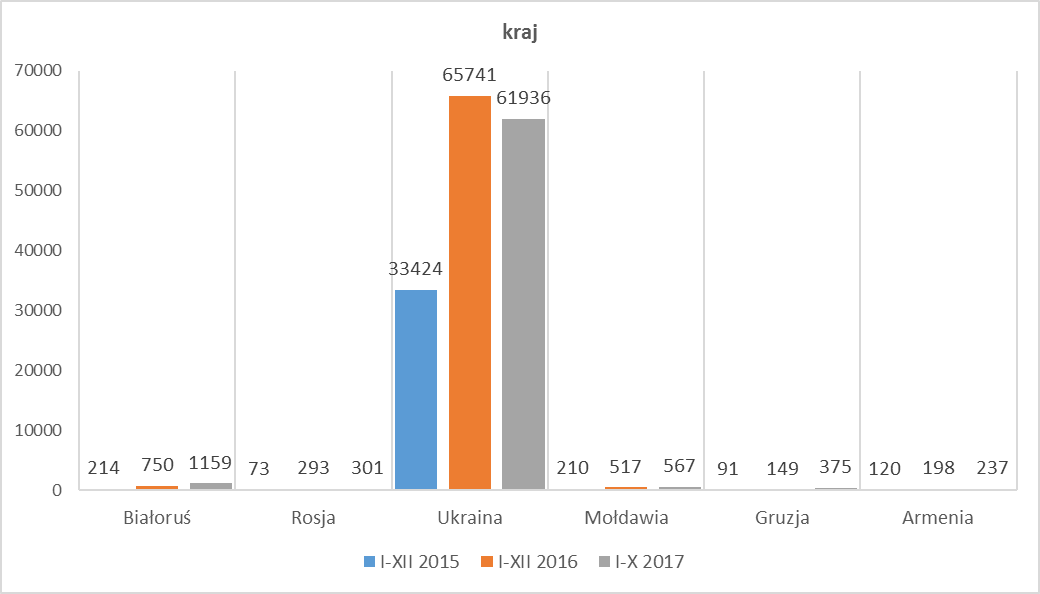 kraj
70000
60000
50000
40000
30000
20000
10000
0
214 750 1159 73 293 301 33424 65741 61936 210 517 567 91 149 375 120 198 237
Białoruś Rosja Ukraina Mołdawia Gruzja Armenia
I-XII 2015 I-XII 2016 I-X 2017